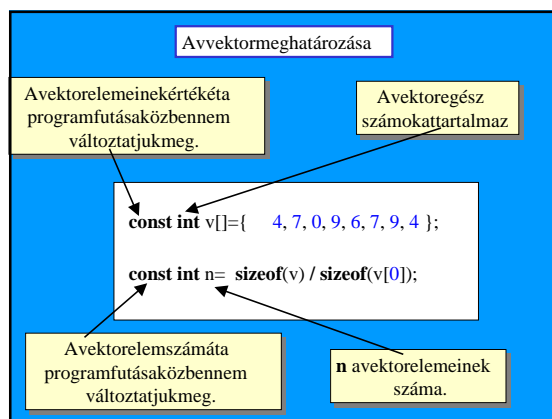 Avvektormeghatározása
Avektorelemeinekértékéta
programfutásaközbennem
változtatjukmeg.
Avektoregész
számokattartalmaz
const int v[]={ 4, 7, 0, 9, 6, 7, 9, 4 };
const int n= sizeof(v) / sizeof(v[0]);
Avektorelemszámáta
programfutásaközbennem
változtatjukmeg.
n avektorelemeinek
száma.